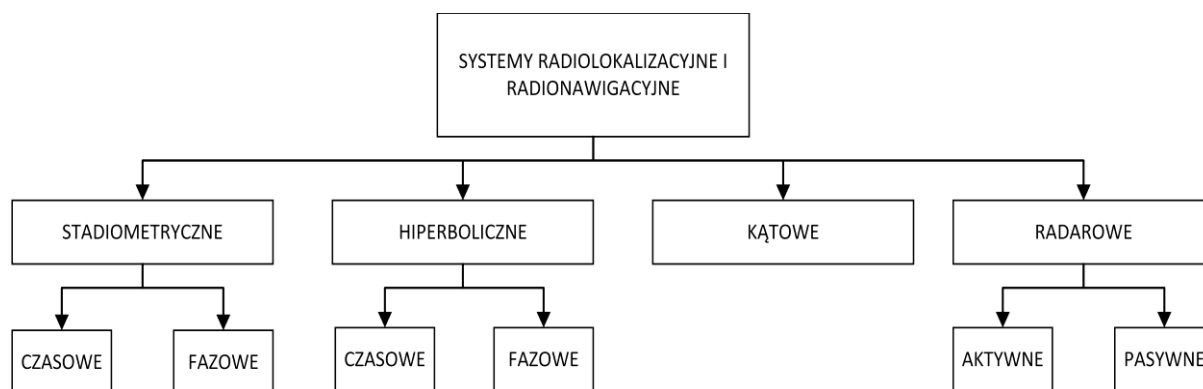 SYSTEMY RADIOLOKALIZACYJNE I
RADIONAWIGACYJNE
STADIOMETRYCZNE
HIPERBOLICZNE
KĄTOWE
RADAROWE
CZASOWE
FAZOWE
CZASOWE
FAZOWE
AKTYWNE
PASYWNE